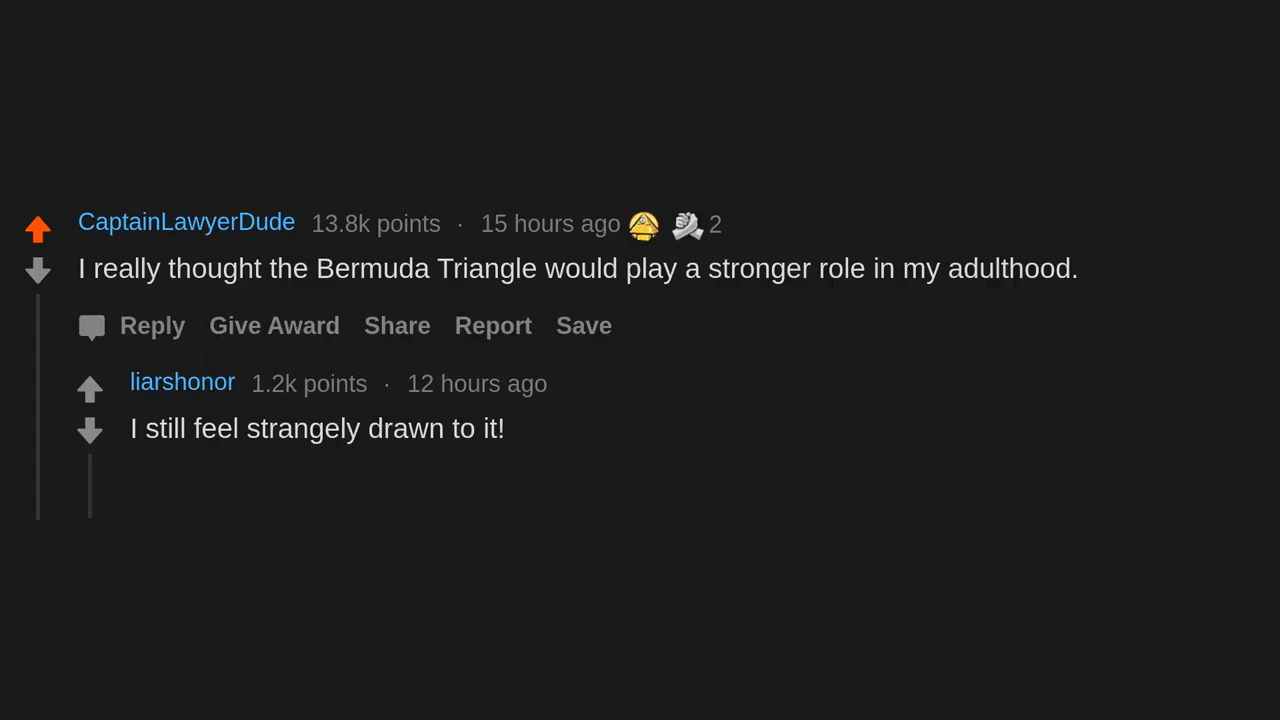 CaptainLawyerDude 13.8k points · 15 hours ago 2
I really thought the Bermuda Triangle would play a stronger role in my adulthood.
Reply Give Award Share Report Save
liarshonor 1.2k points · 12 hours ago
I still feel strangely drawn to it!